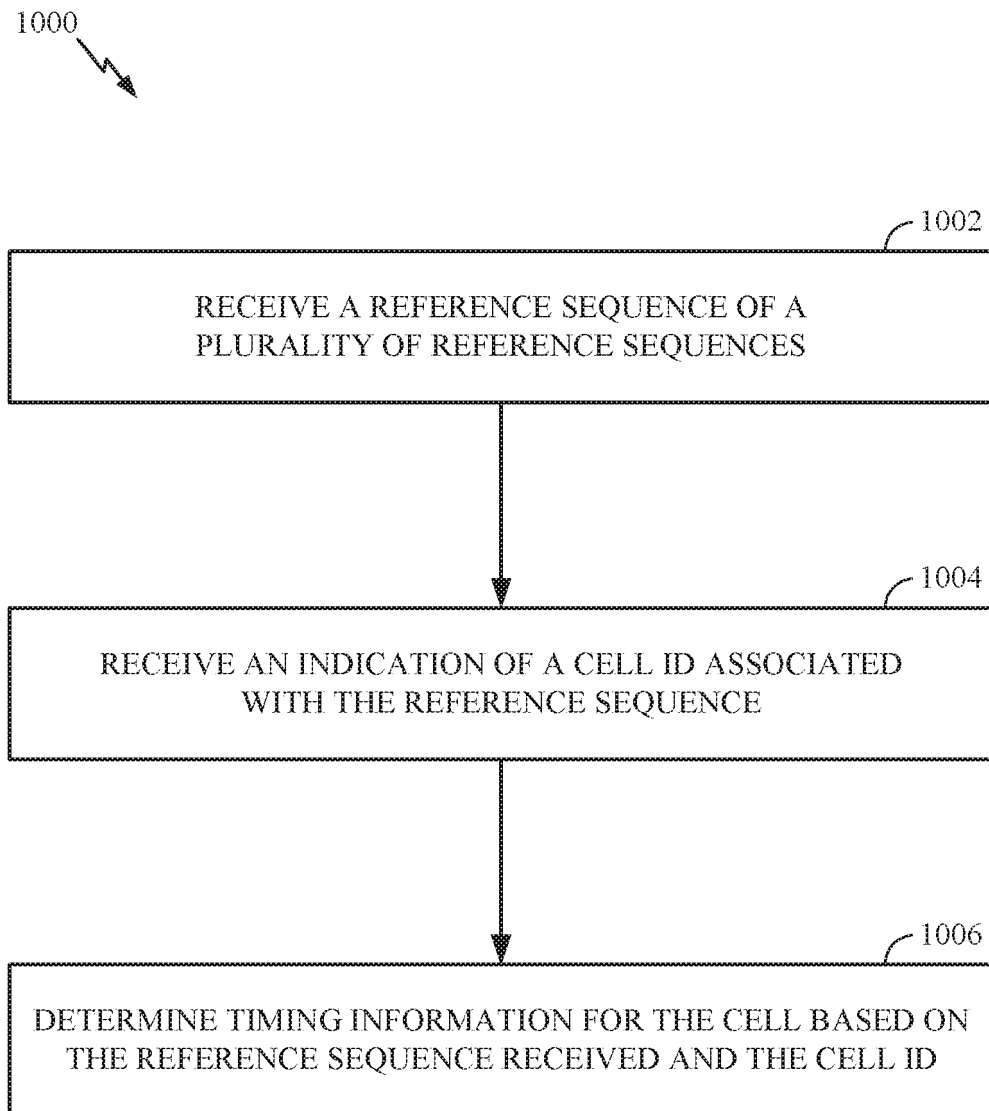 1000
1002
RECEIVE A REFERENCE SEQUENCE OF A
PLURALITY OF REFERENCE SEQUENCES
1004
RECEIVE AN INDICATION OF A CELL ID ASSOCIATED
WITH THE REFERENCE SEQUENCE
1006
DETERMINE TIMING INFORMATION FOR THE CELL BASED ON
THE REFERENCE SEQUENCE RECEIVED AND THE CELL ID